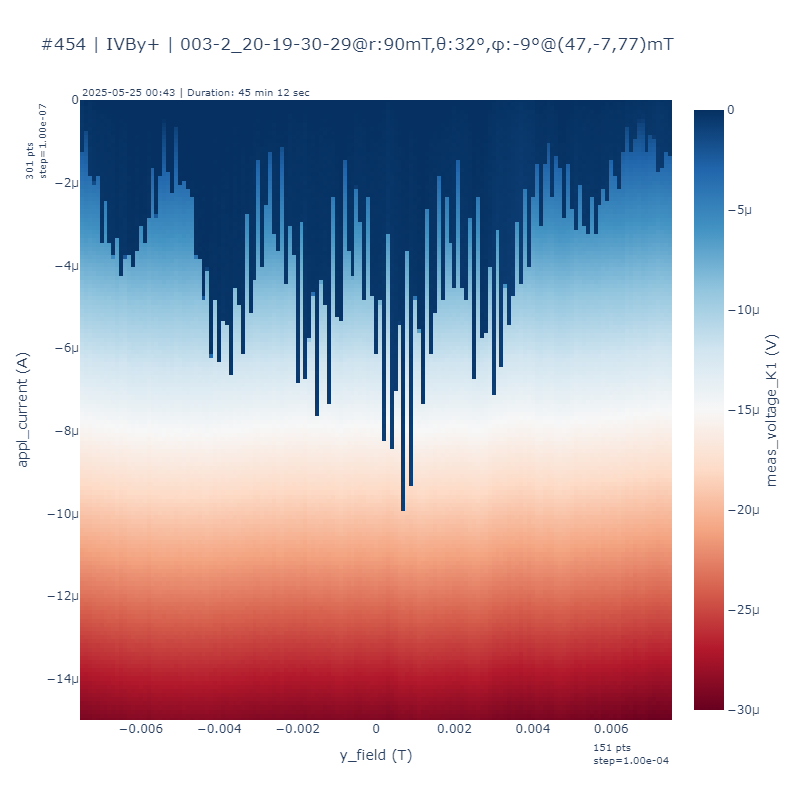 #454 | IVBy+ | 003-2_20-19-30-29@r:90mT,θ:32°,φ:-9°@(47,-7,77)mT
2025-05-25 00:43 | Duration: 45 min 12 sec
301 pts
step=1.00e-07
appl_current (A)
0
−2μ
−4μ
−6μ
−8μ
−10μ
−12μ
−14μ
−0.006
−0.004
−0.002
0
0.002
0.004
0.006
y_field (T)
151 pts
step=1.00e-04
0
−5μ
−10μ
−15μ
−20μ
−25μ
−30μ
meas_voltage_K1 (V)